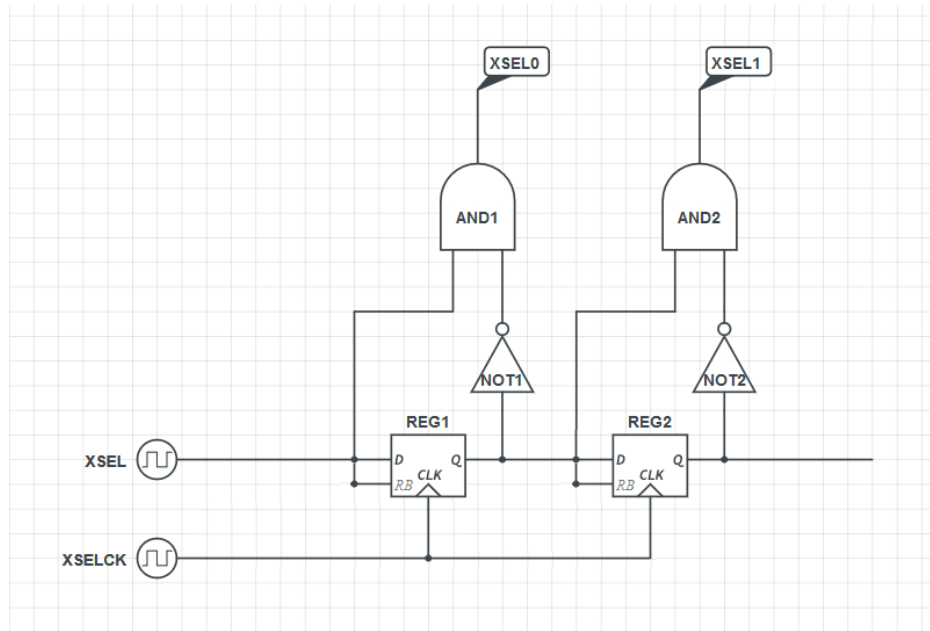 XSEL0
XSEL1
AND1
AND2
NOT1
NOT2
REG1
REG2
XSEL
D
Q
RB
CLK
D
Q
RB
CLK
XSELCK